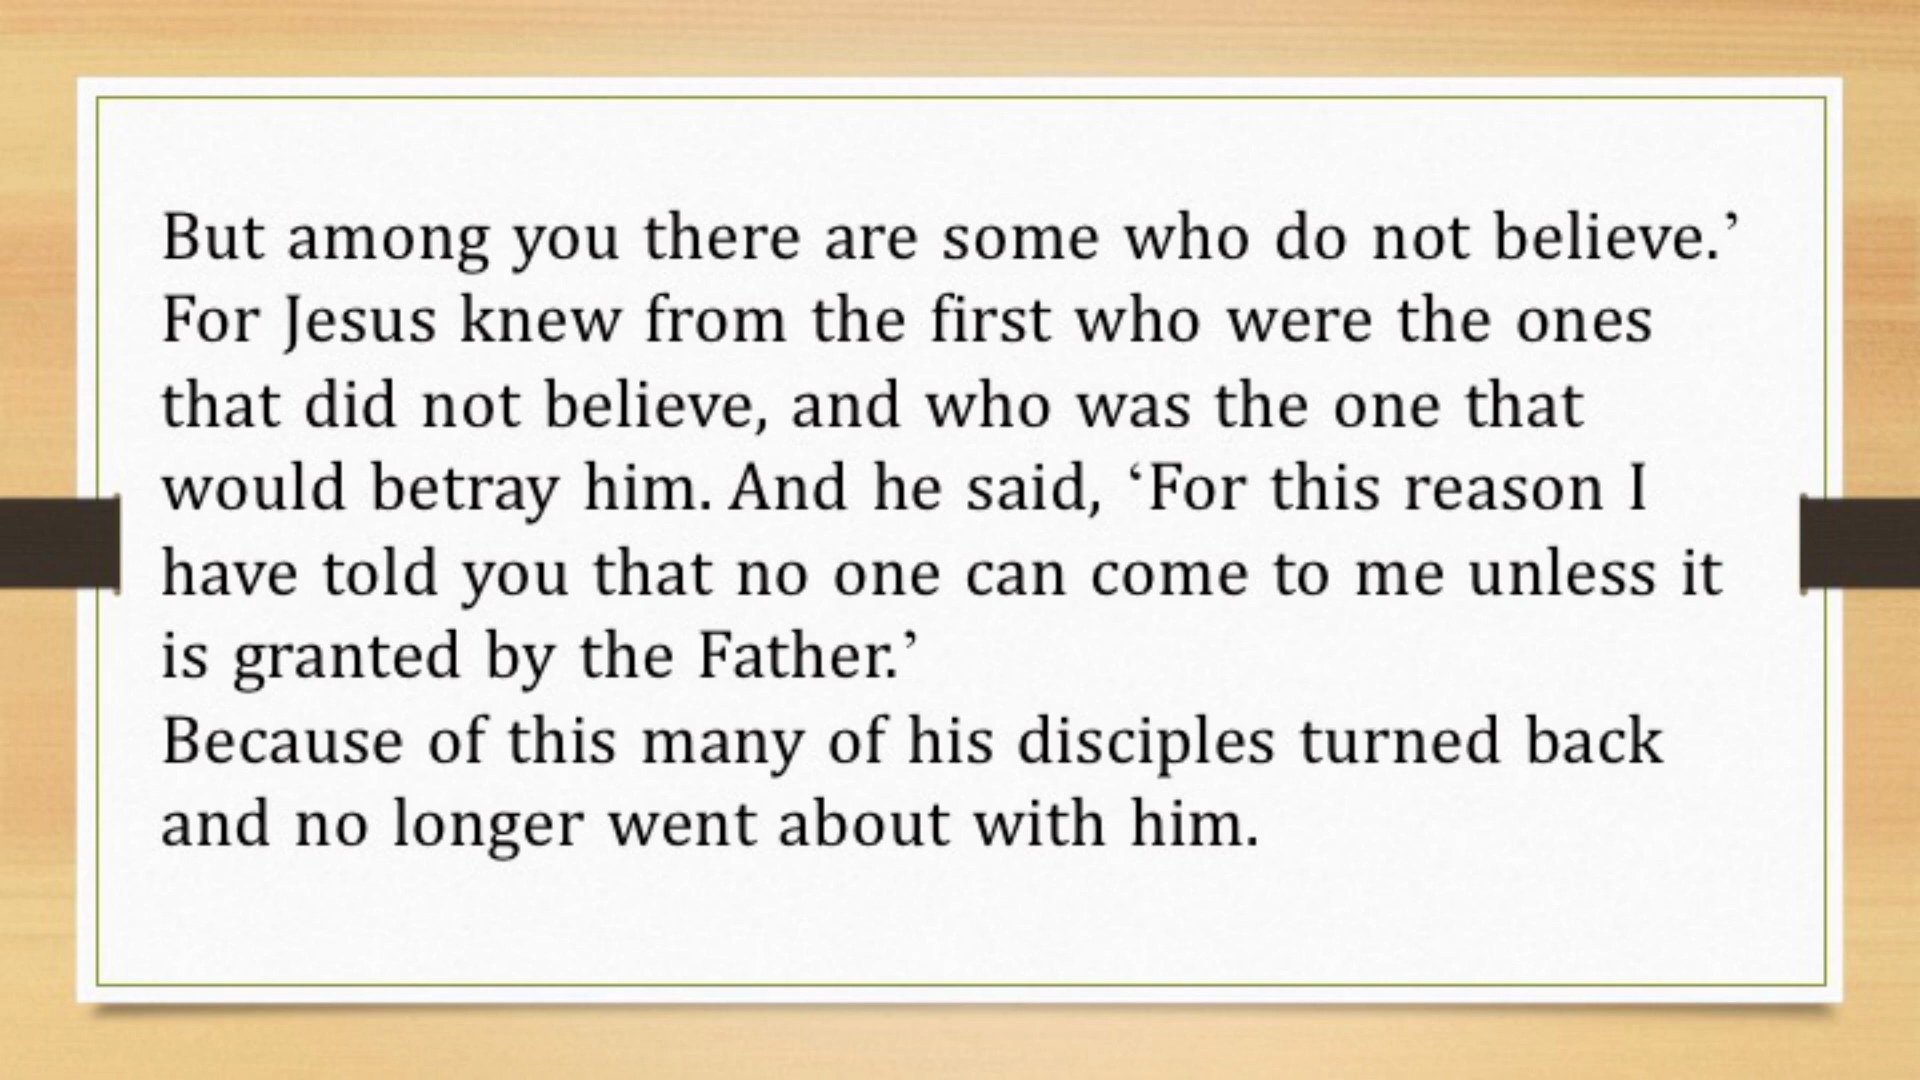 But among you there are some who do not believe.’
For Jesus knew from the first who were the ones
that did not believe, and who was the one that
would betray him. And he said, ‘For this reason I
have told you that no one can come to me unless it
is granted by the Father.’
Because of this many of his disciples turned back
and no longer went about with him.